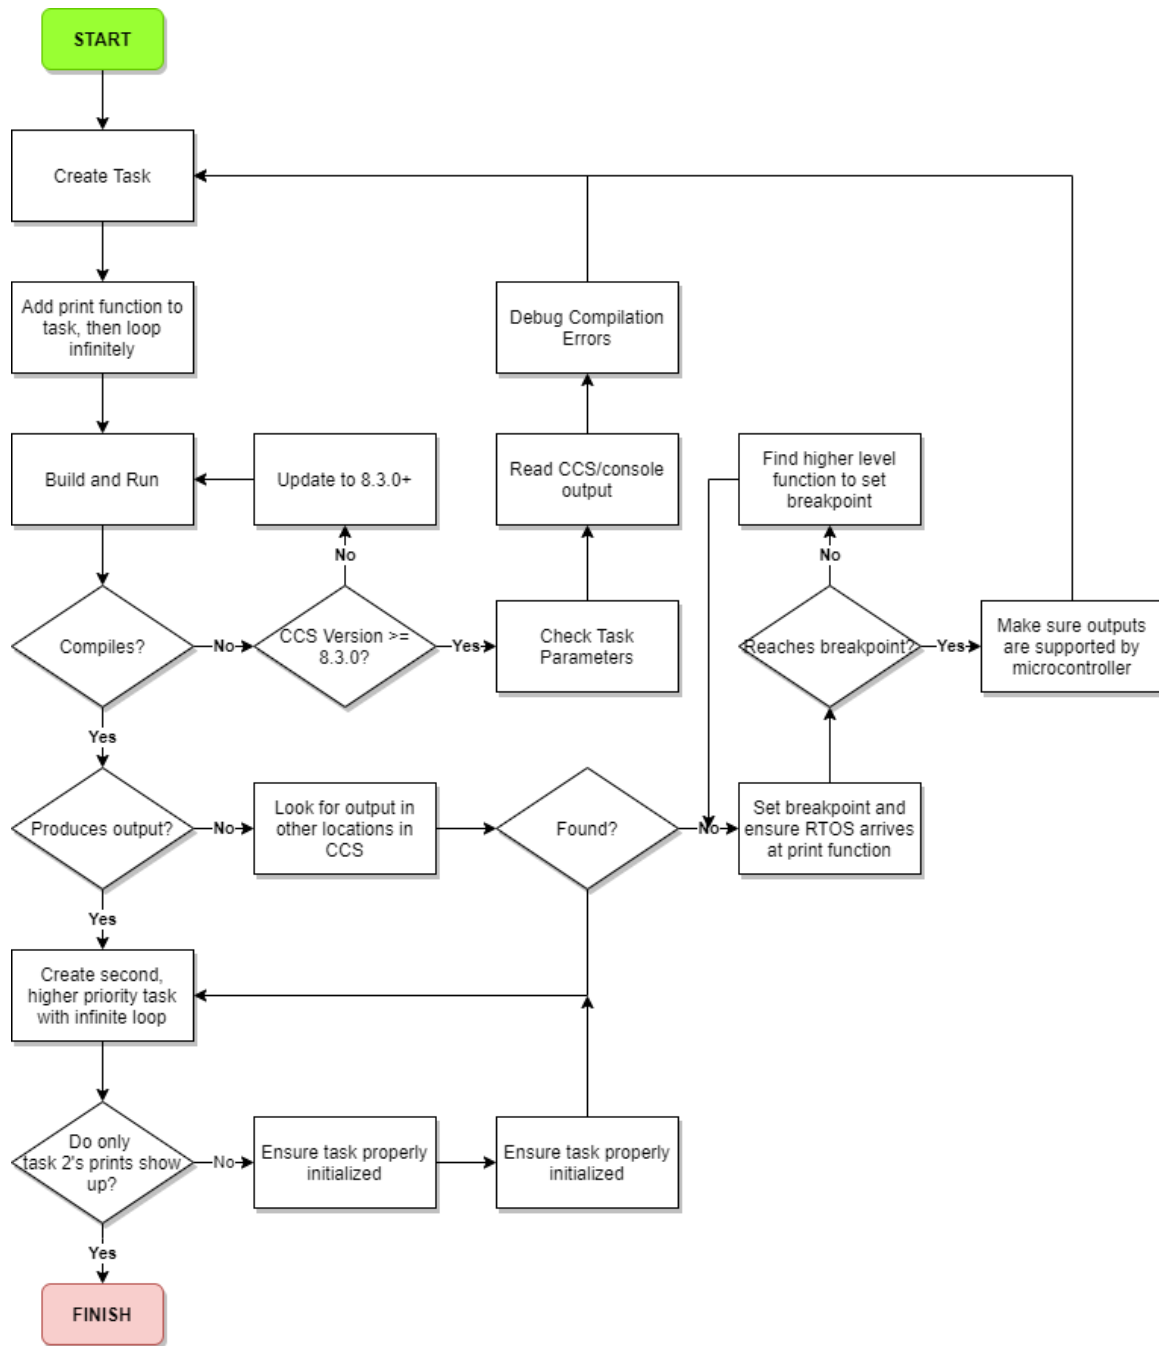 START
Create Task
Add print function to
task, then loop
infinitely
Debug Compilation
Errors
Build and Run
Update to 8.3.0+
Read CCS/console
output
Find higher level
function to set
breakpoint
No
No
Compiles?
No
CCS Version >=
8.3.0?
Yes
Check Task
Parameters
Reaches breakpoint?
Yes
Make sure outputs
are supported by
microcontroller
Yes
Produces output?
No
Look for output in
other locations in
CCS
Found?
No
Set breakpoint and
ensure RTOS arrives
at print function
Yes
Create second,
higher priority task
with infinite loop
Do only
task 2's prints show
up?
No
Ensure task properly
initialized
Ensure task properly
initialized
Yes
FINISH